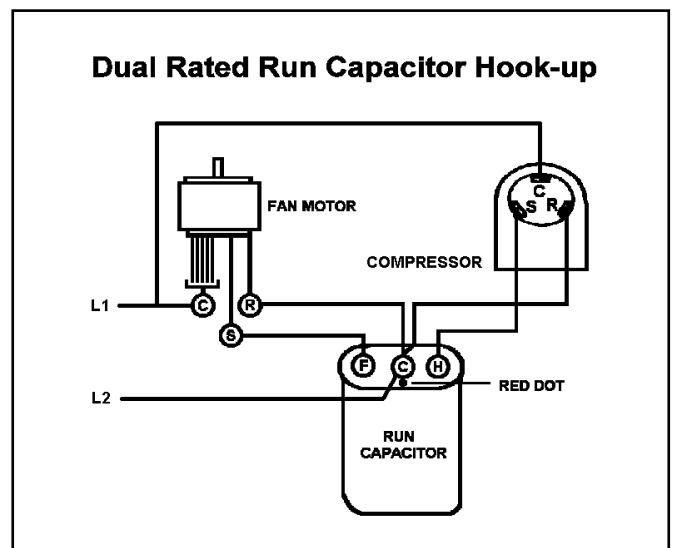 Dual Rated Run Capacitor Hook-up
C
S R
FAN MOTOR
COMPRESSOR
L1
C
R
S
F
C
H
RED DOT
L2
RUN
CAPACITOR